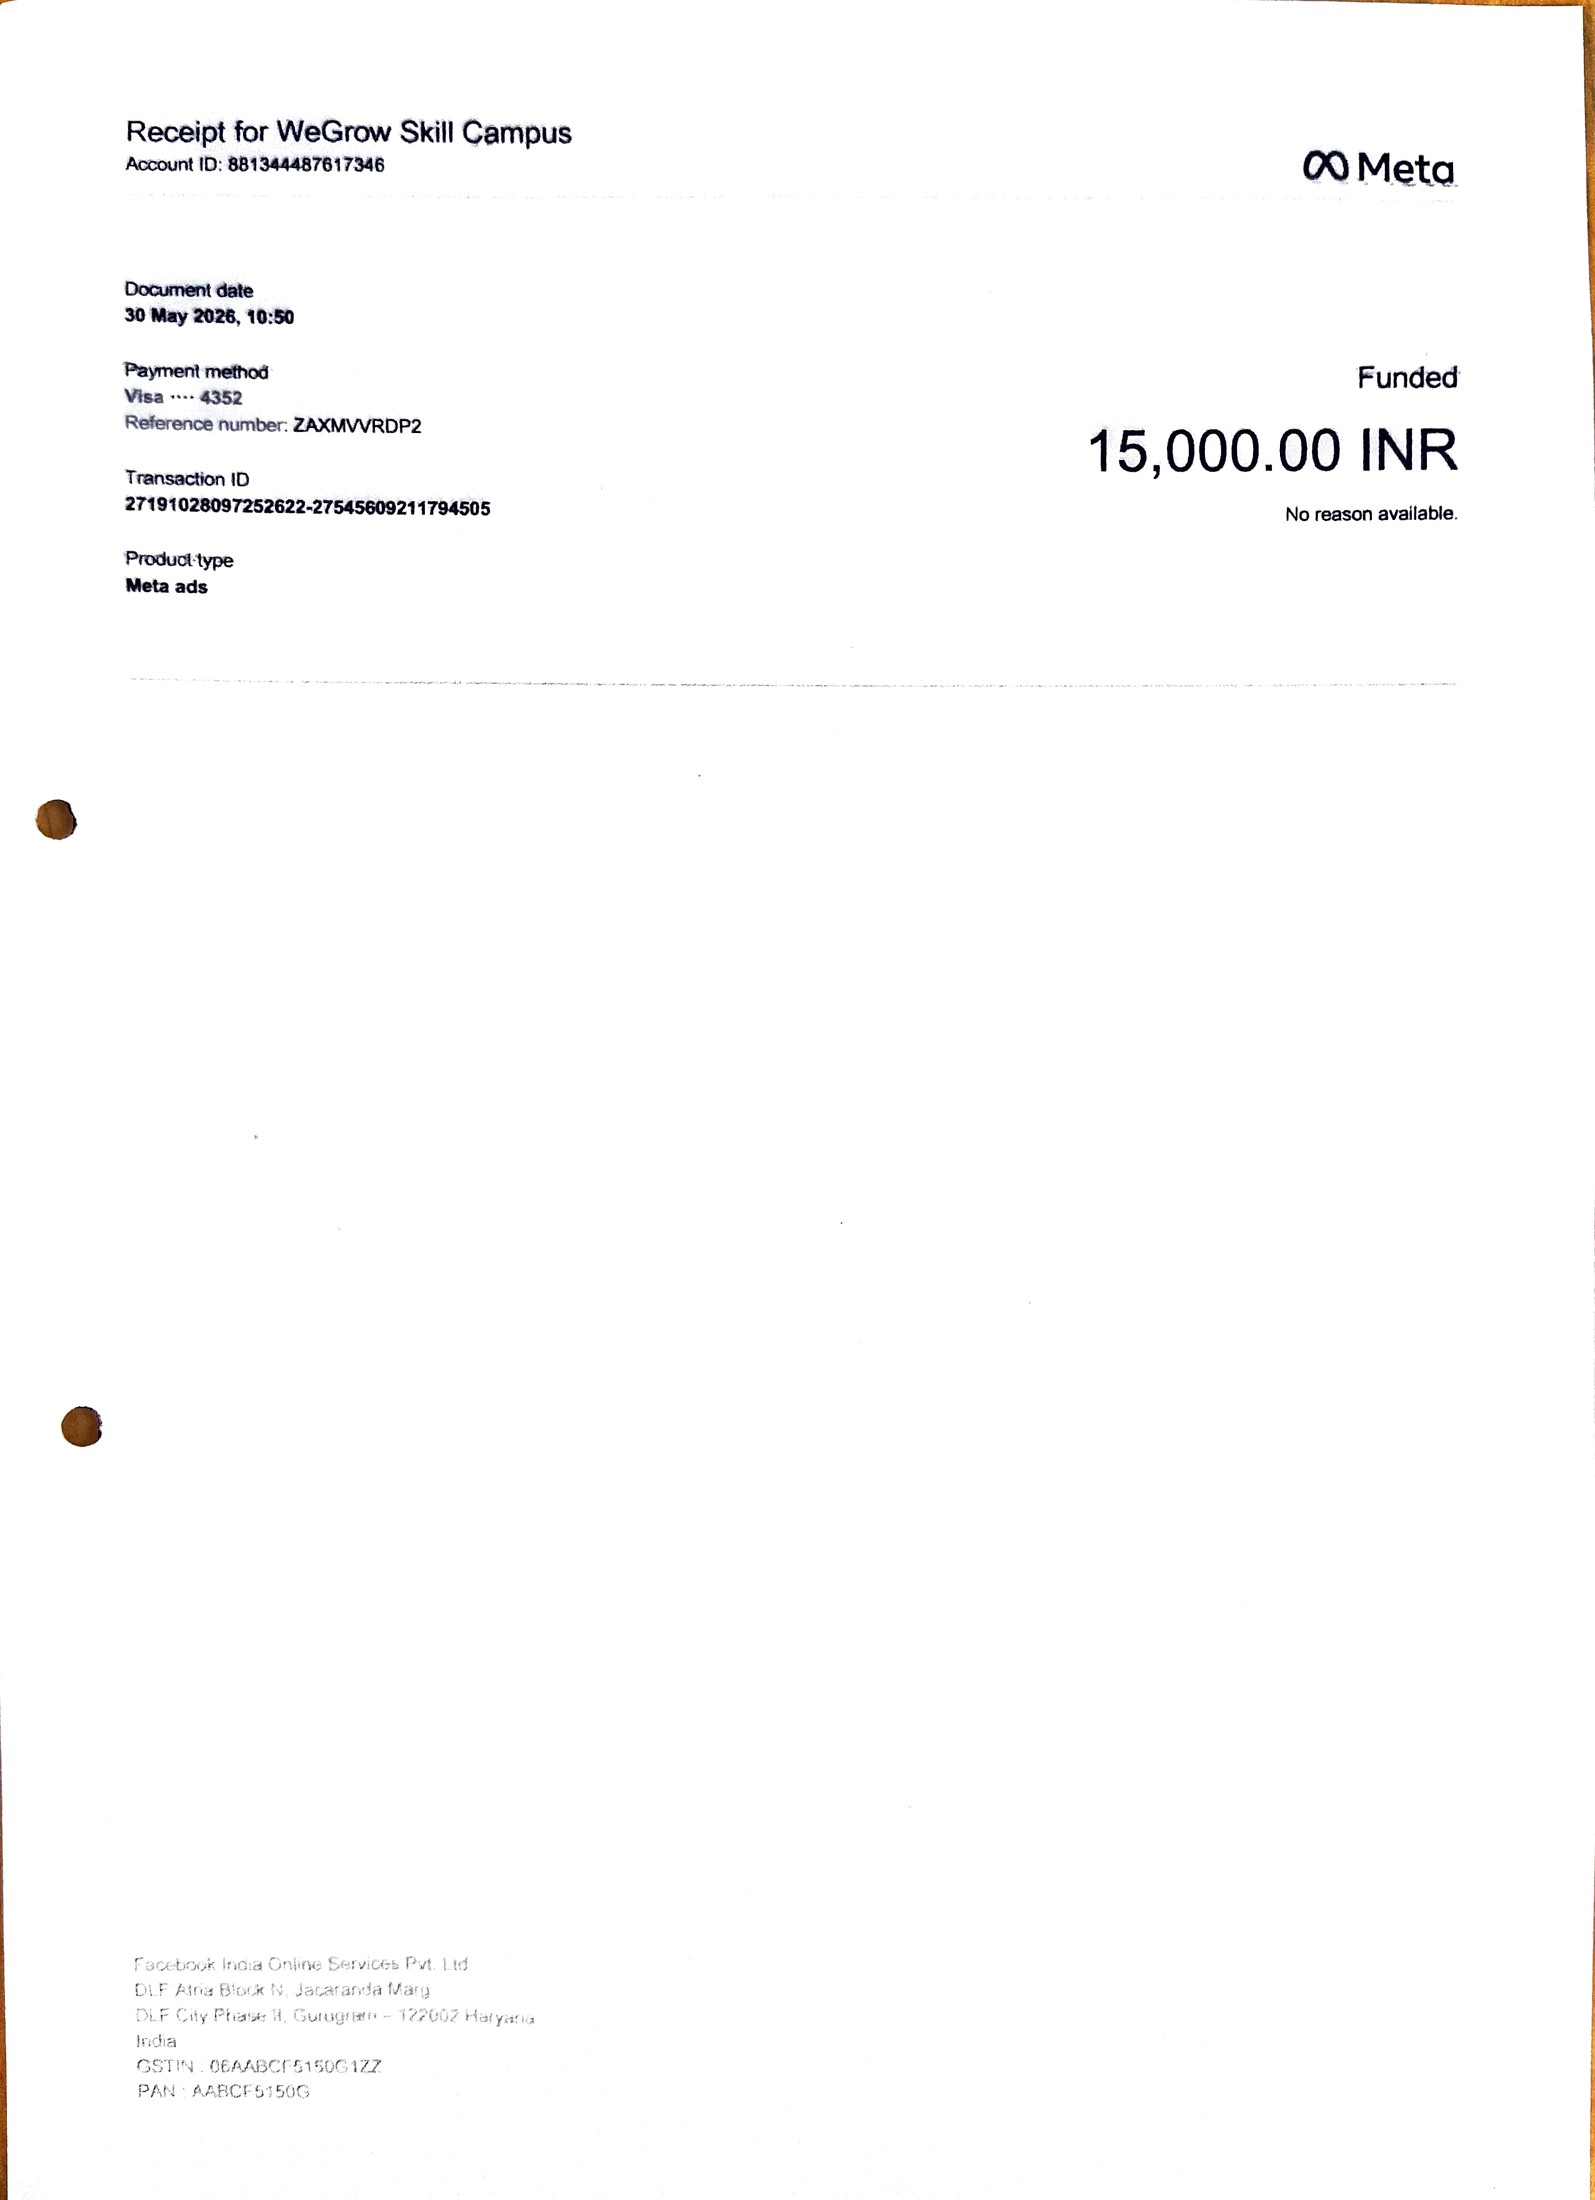 Receipt for WeGrow Skill Campus
Account ID: 881344487617346
Meta
Document date
30 May 2026, 10:50
Payment method
Visa ···· 4352
Reference number: ZAXMVVRDP2
Transaction ID
27191028097252622-27545609211794505
Product type
Meta ads
Funded
15,000.00 INR
No reason available.
Facebook India Online Services Pvt. Ltd
DLF Atria Block N, Jacaranda Marg
DLF City Phase II, Gurugram – 122002 Haryana
India
GSTIN : 06AABCF5150G1ZZ
PAN : AABCF5150G